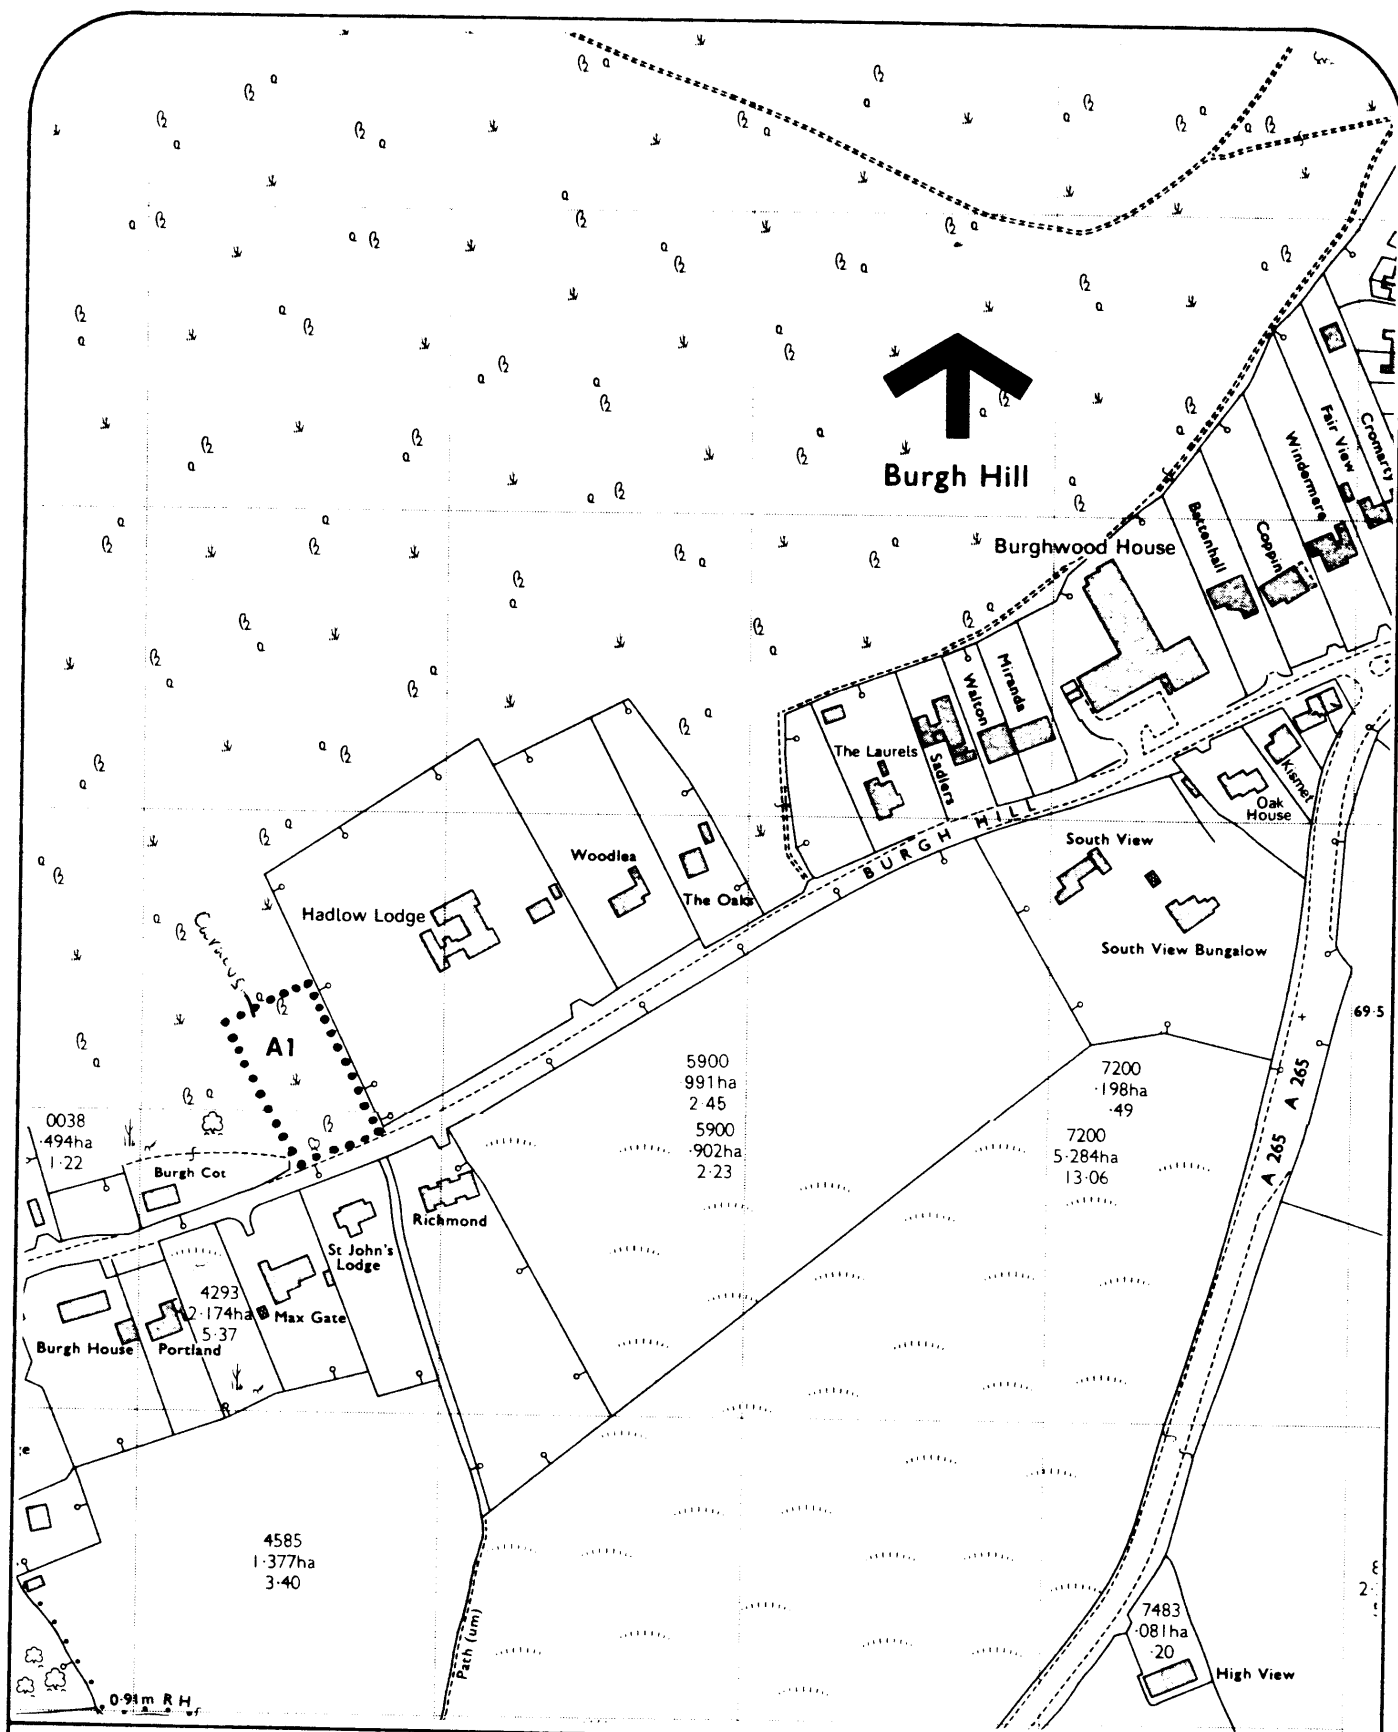 Burgh Hill
Cromarty
Fair View
Windermere
Coppin
Battenhall
Burghwood House
Miranda
Walton
Sadlers
The Laurels
Kismet
Oak
House
BURGH HILL
South View
South View Bungalow
Woodlea
The Oaks
Hadlow Lodge
A1
69·5
A 265
A 265
5900
·991ha
2·45
5900
·902ha
2·23
7200
·198ha
·49
7200
5·284ha
13·06
0038
·494ha
1·22
Burgh Cot
Richmond
St John's
Lodge
4293
2·174ha
5·37
Max Gate
Burgh House
Portland
4585
1·377ha
3·40
Path (um)
7483
·081ha
·20
High View
0·91m R H